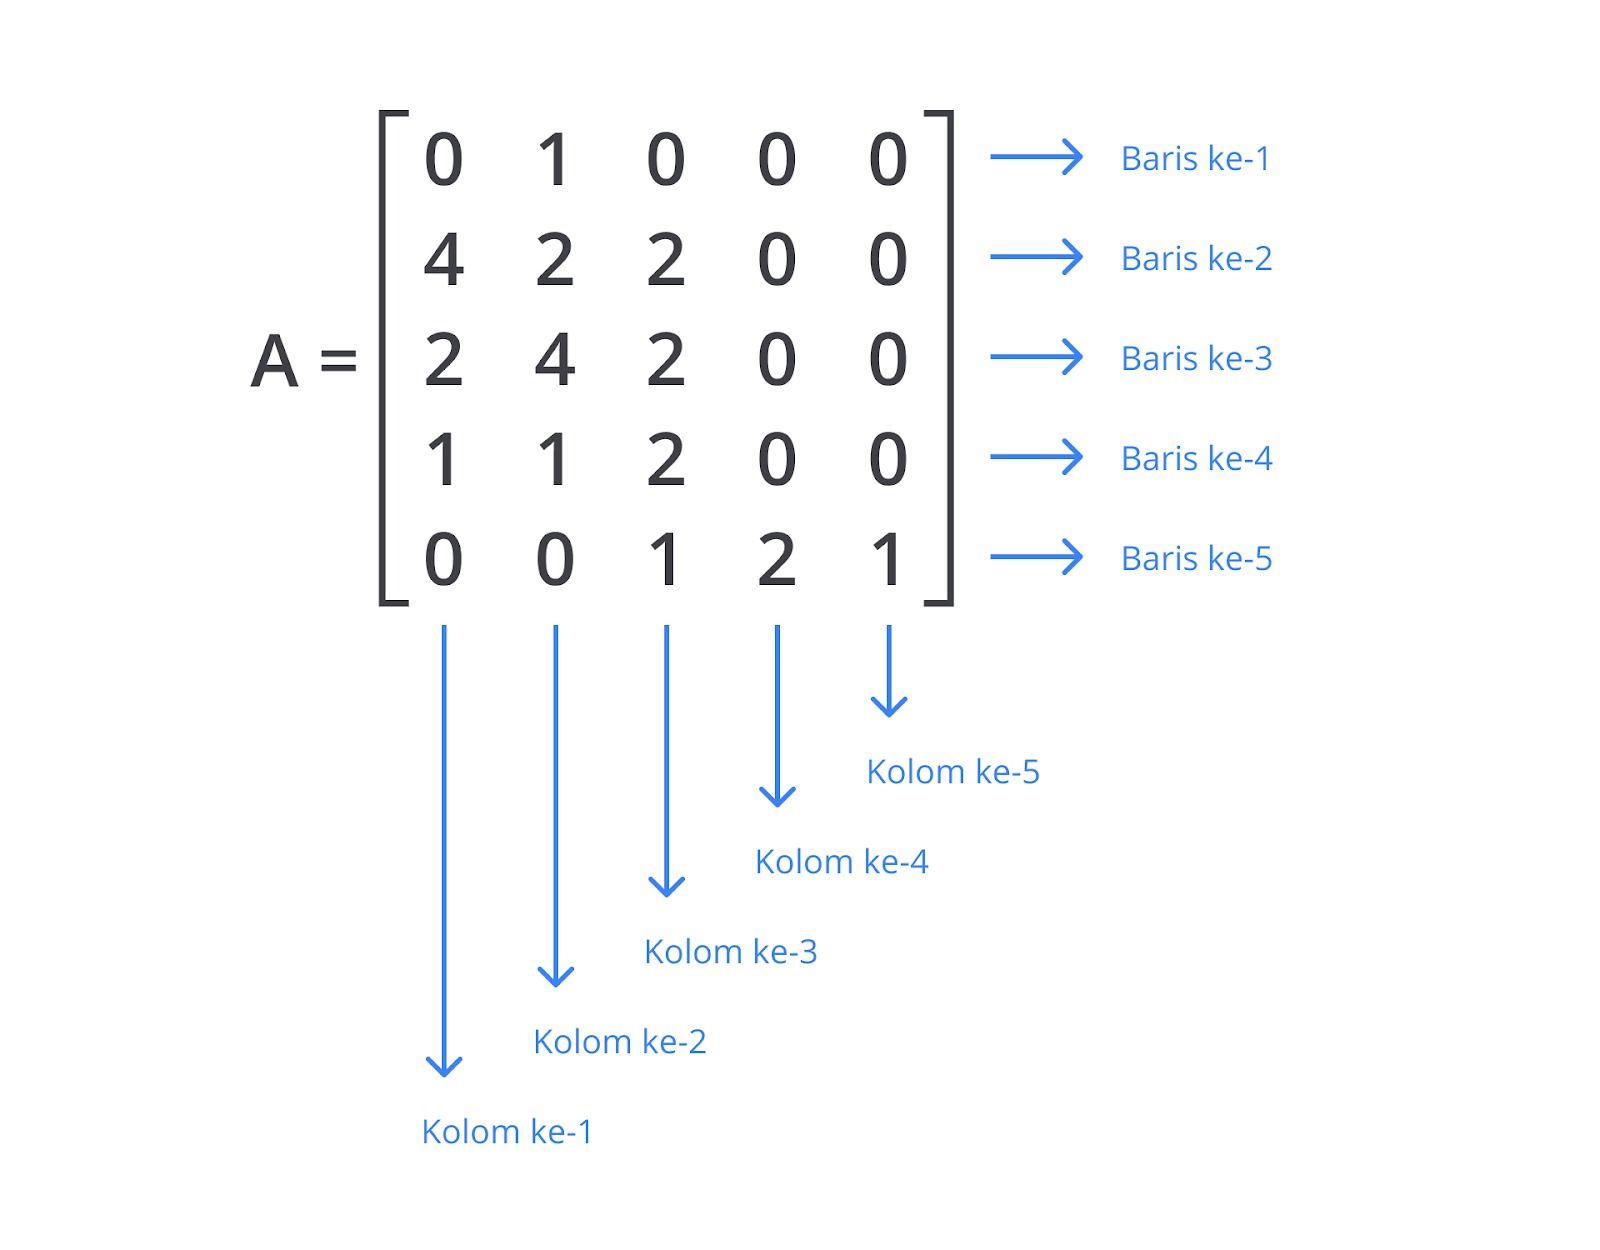 0 1 0 0 0 Baris ke-1
4 2 2 0 0 Baris ke-2
A = 2 4 2 0 0 Baris ke-3
1 1 2 0 0 Baris ke-4
0 0 1 2 1 Baris ke-5
Kolom ke-5
Kolom ke-4
Kolom ke-3
Kolom ke-2
Kolom ke-1